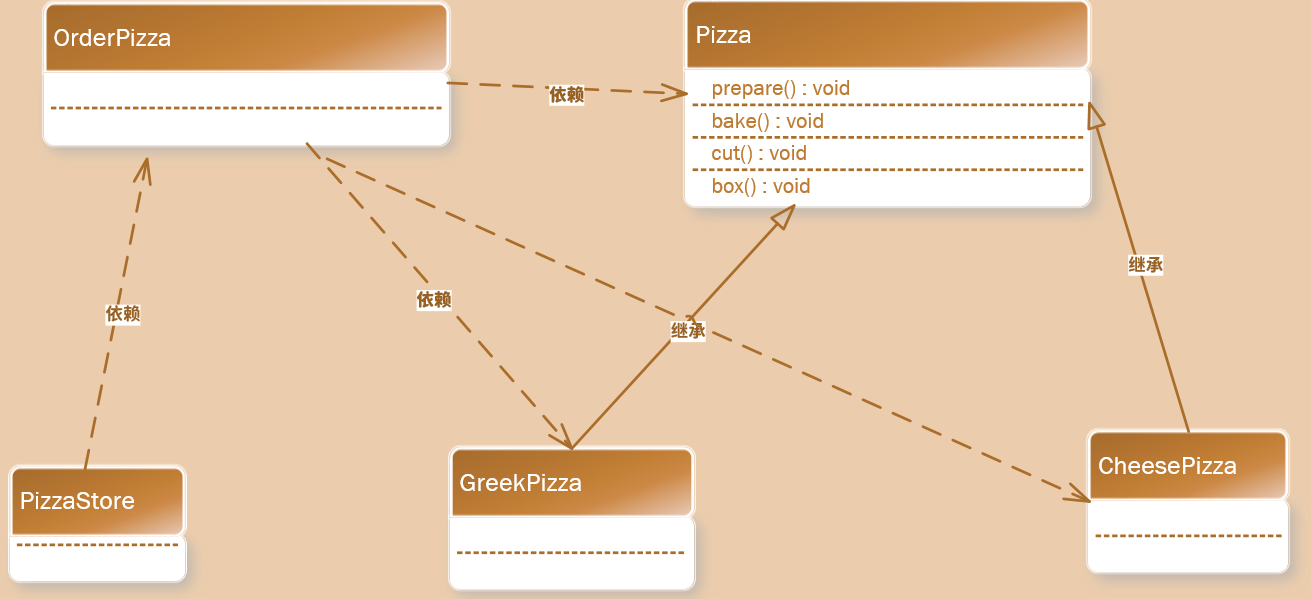 OrderPizza
Pizza
prepare() : void
bake() : void
cut() : void
box() : void
依赖
继承
依赖
依赖
继承
PizzaStore
GreekPizza
CheesePizza